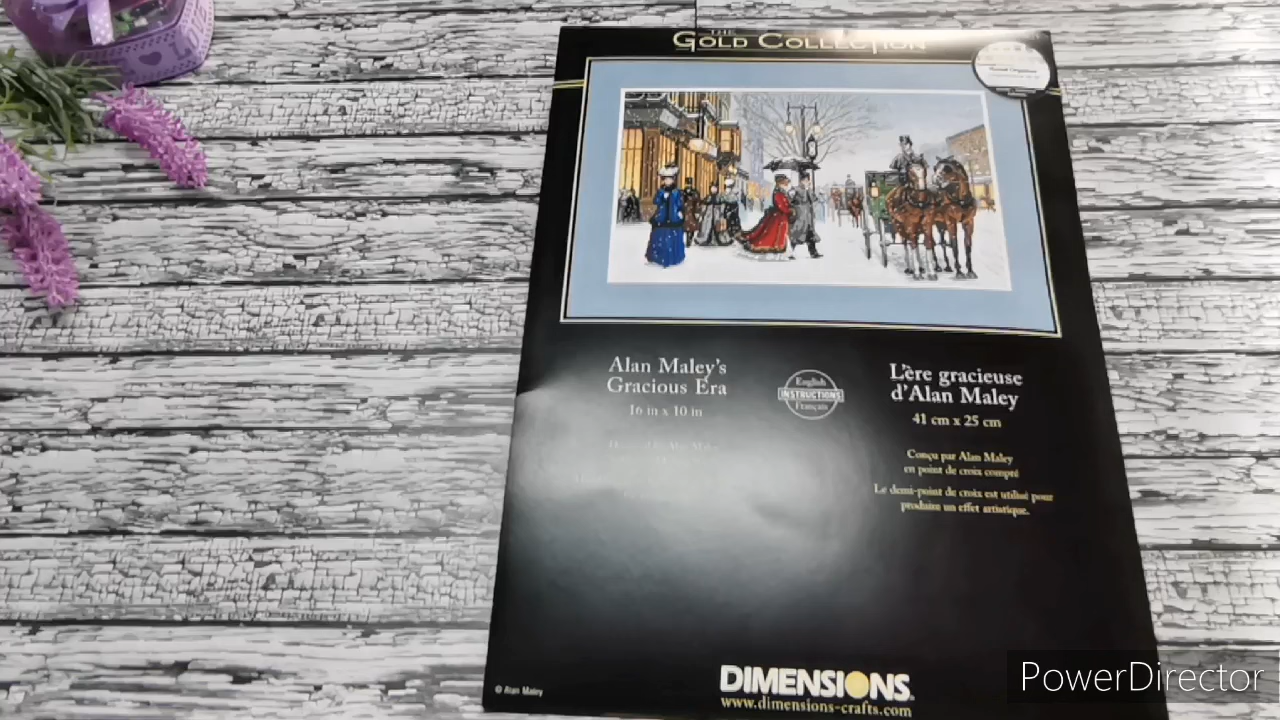 THE
GOLD COLLECTION
Alan Maley's
Gracious Era
16 in x 10 in
English
INSTRUCTIONS
Français
L'ère gracieuse
d'Alan Maley
41 cm x 25 cm
Conçu par Alan Maley
en point de croix compté
Le demi-point de croix est utilisé pour
produire un effet artistique.
© Alan Maley
DIMENSIONS®
www.dimensions-crafts.com
PowerDirector